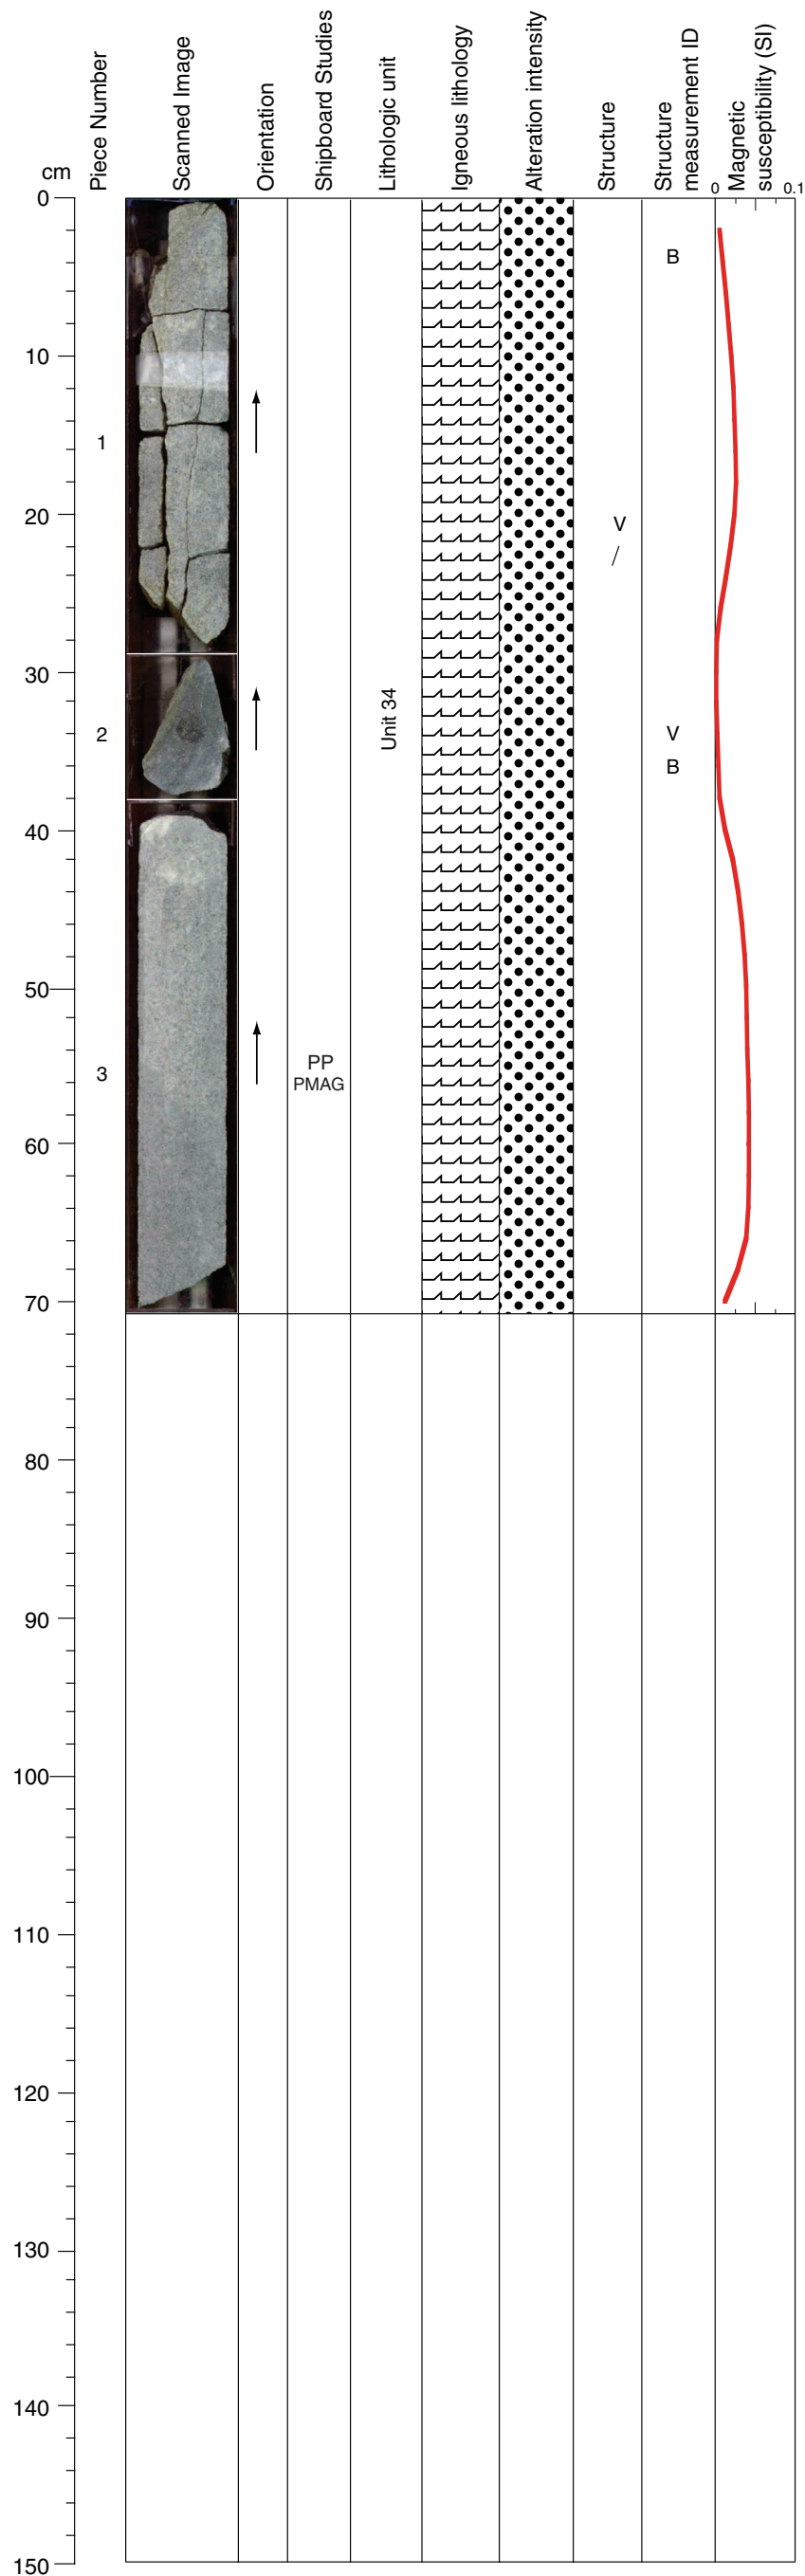 cm
Piece Number
Scanned Image
Orientation
Shipboard Studies
Lithologic unit
Igneous lithology
Alteration intensity
Structure
Structure
measurement ID
Magnetic
susceptibility (SI)
0
0.1
0
10
20
30
40
50
60
70
80
90
100
110
120
130
140
150
1
2
3
PP
PMAG
Unit 34
V
/
B
V
B